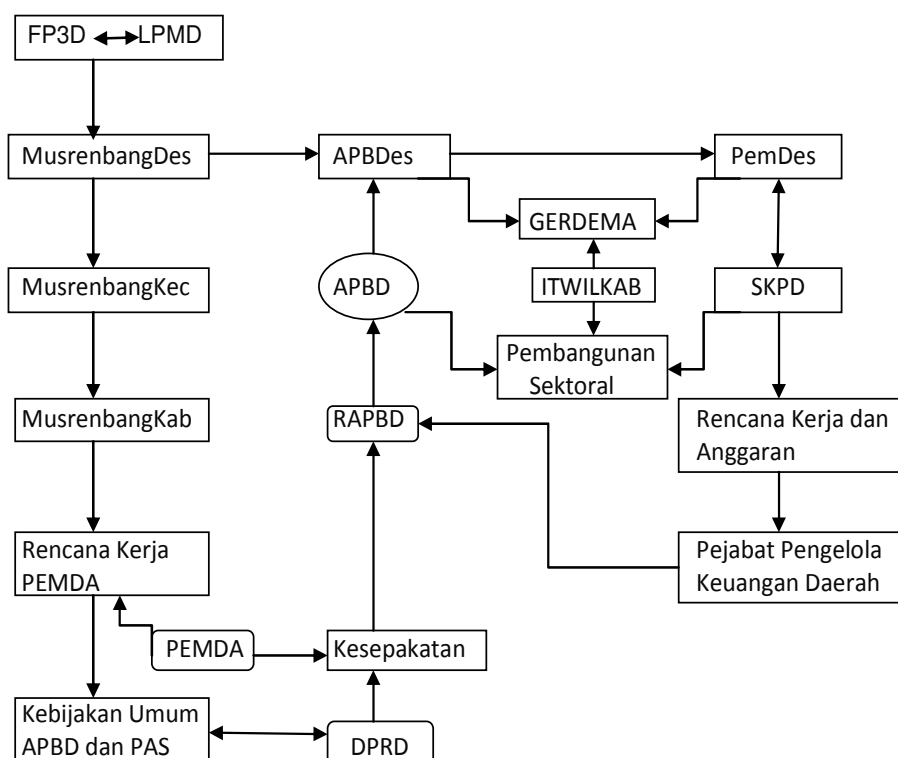 FP3D LPMD
MusrenbangDes
APBDes
PemDes
GERDEMA
MusrenbangKec
APBD
ITWILKAB
SKPD
Pembangunan
Sektoral
MusrenbangKab
RAPBD
Rencana Kerja dan
Anggaran
Rencana Kerja
PEMDA
Pejabat Pengelola
Keuangan Daerah
PEMDA
Kesepakatan
Kebijakan Umum
APBD dan PAS
DPRD